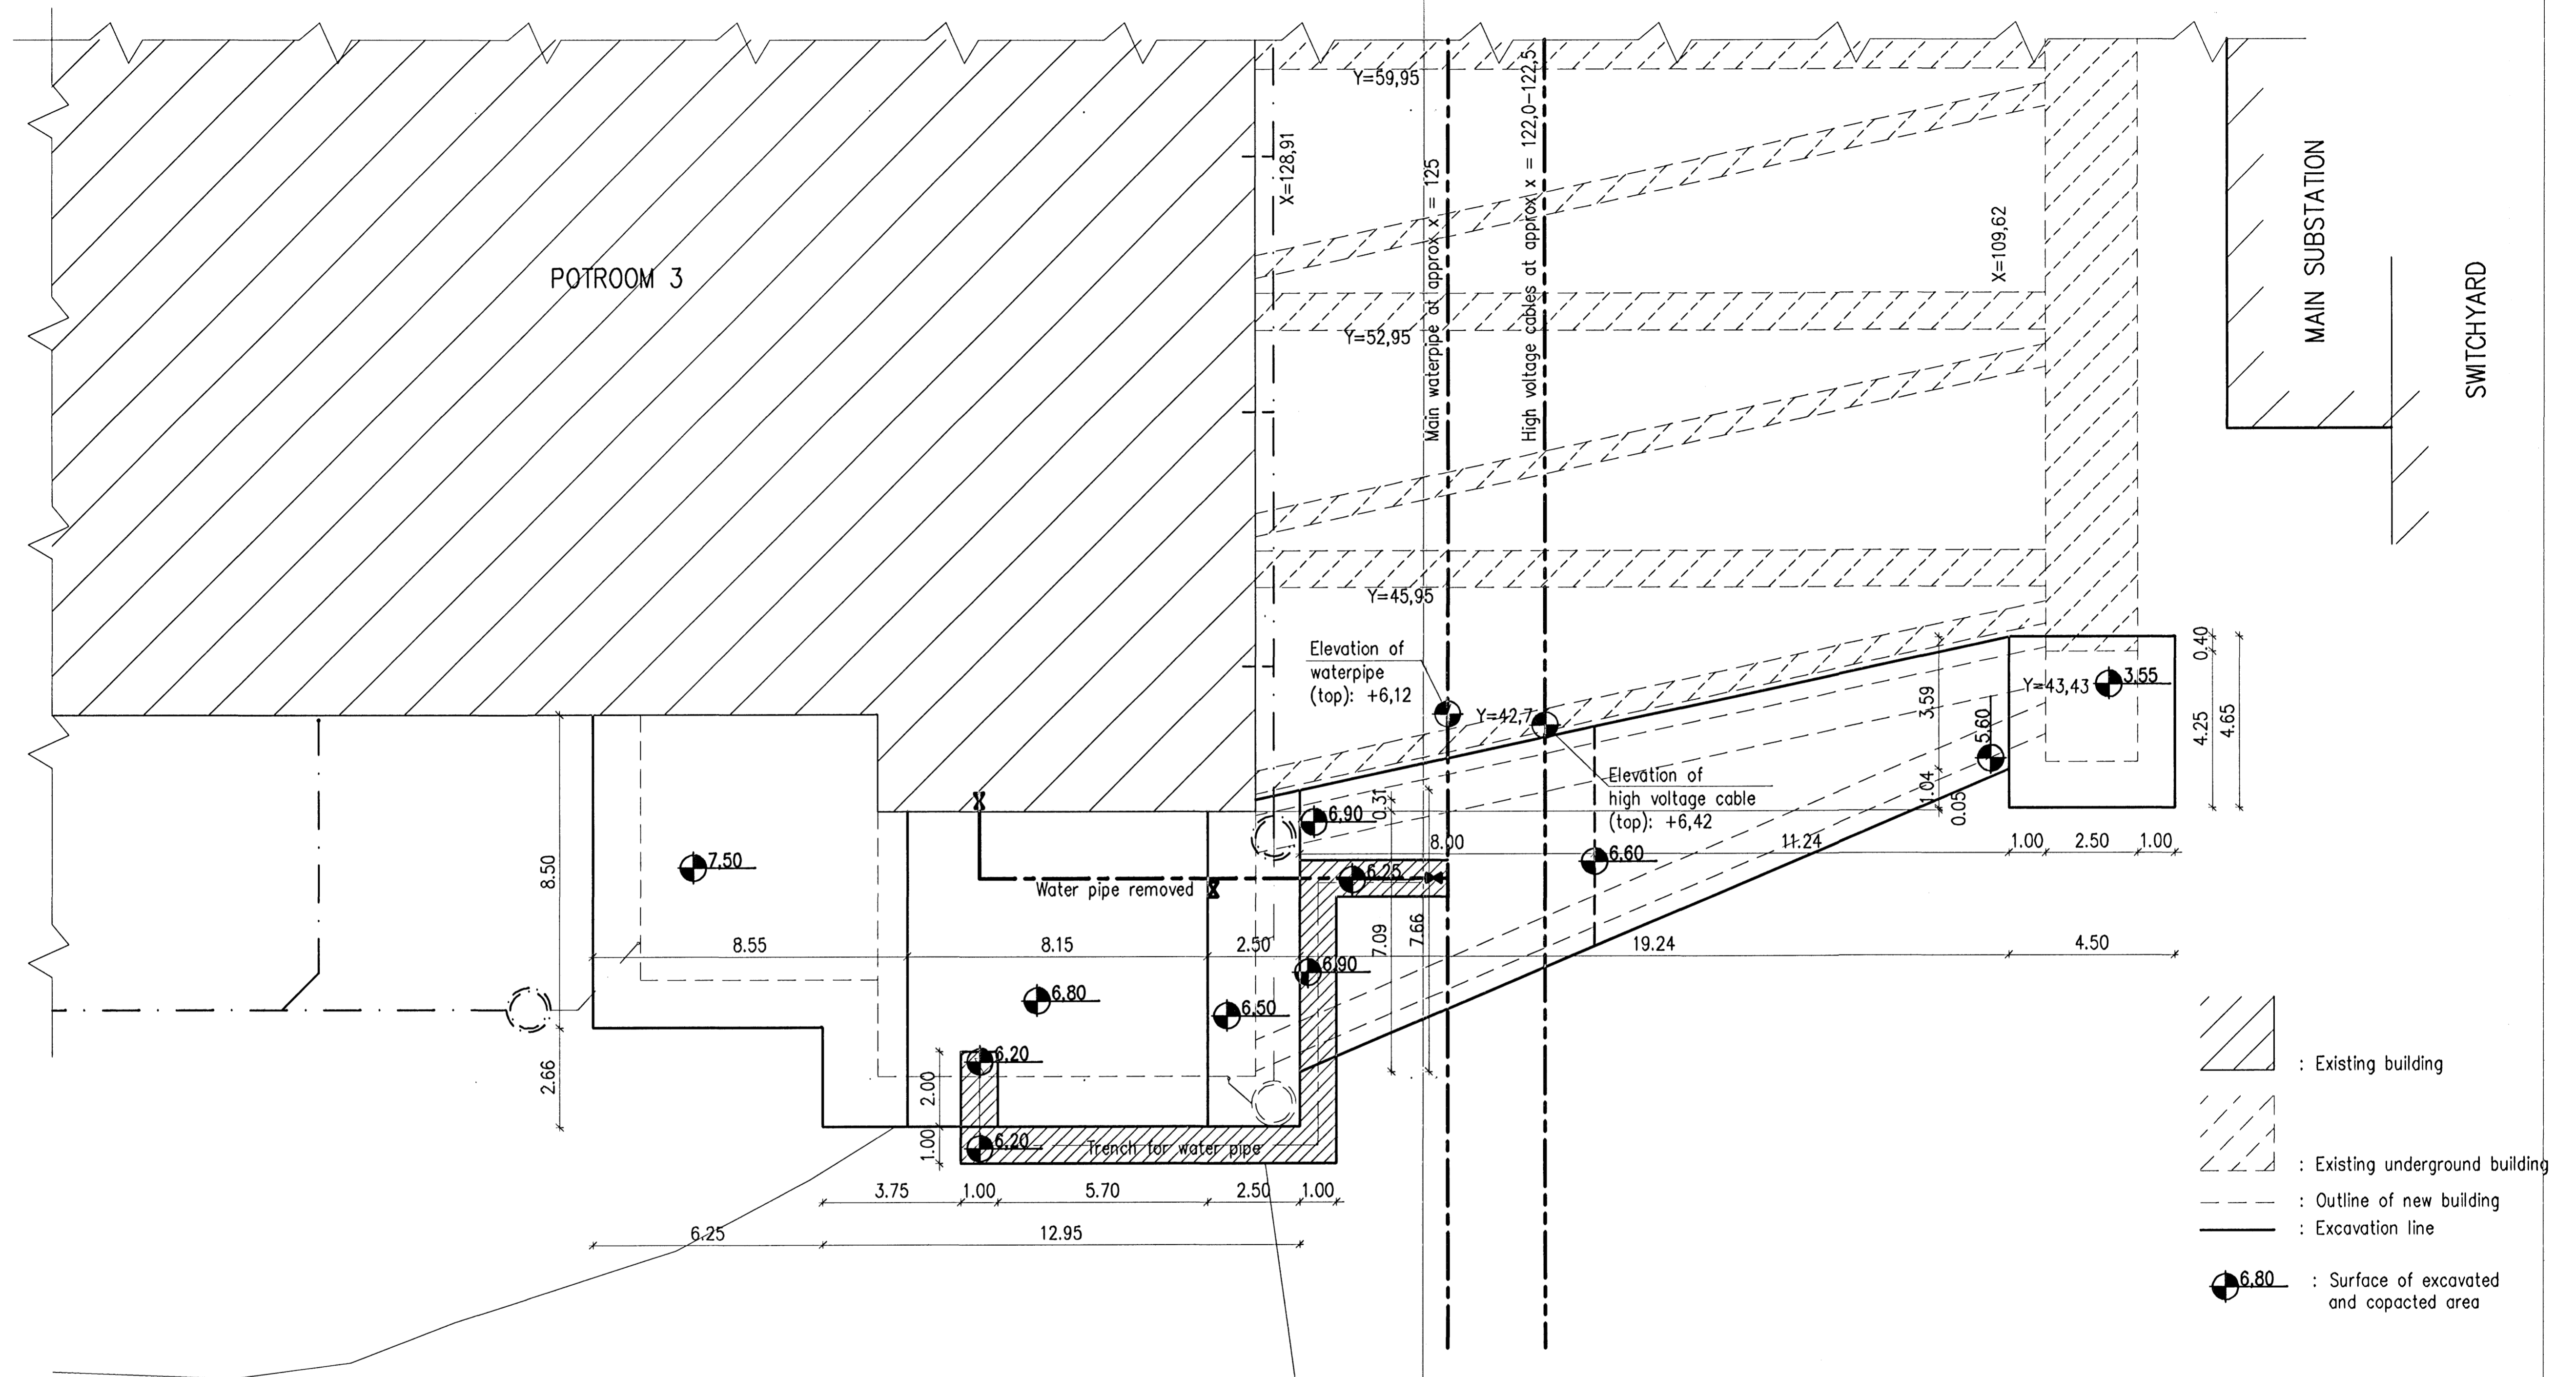 Y=59,95
X=128,91
Main waterpipe at approx x = 125
High voltage cables at approx x = 122,0-122,5
X=109,62
MAIN SUBSTATION
SWITCHYARD
POTROOM 3
Y=52,95
Y=45,95
Elevation of
waterpipe
(top): +6,12
Y=42,7
Y=43,43
3,55
0.40
4.25
4.65
3.59
5,60
1.04
0.05
Elevation of
high voltage cable
(top): +6,42
0.31
6,90
8.00
11.24
1.00
2.50
1.00
6,60
7,50
8.50
Water pipe removed
6,25
8.55
8.15
2.50
7.09
7.66
19.24
4.50
6,90
6,80
6,50
6,20
2.00
2.66
1.00
6,20
Trench for water pipe
3.75
1.00
5.70
2.50
1.00
6.25
12.95
: Existing building
: Existing underground building
: Outline of new building
: Excavation line
6,80
: Surface of excavated
and copacted area